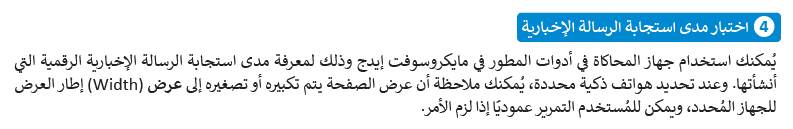 4 اختبار مدى استجابة الرسالة الإخبارية
يُمكنك استخدام جهاز المحاكاة في أدوات المطور في مايكروسوفت إيدج وذلك لمعرفة مدى استجابة الرسالة الإخبارية الرقمية التي
أنشأتها. وعند تحديد هواتف ذكية محددة، يُمكنك ملاحظة أن عرض الصفحة يتم تكبيره أو تصغيره إلى عرض (Width) إطار العرض
للجهاز المُحدد، ويمكن للمُستخدم التمرير عموديًا إذا لزم الأمر.